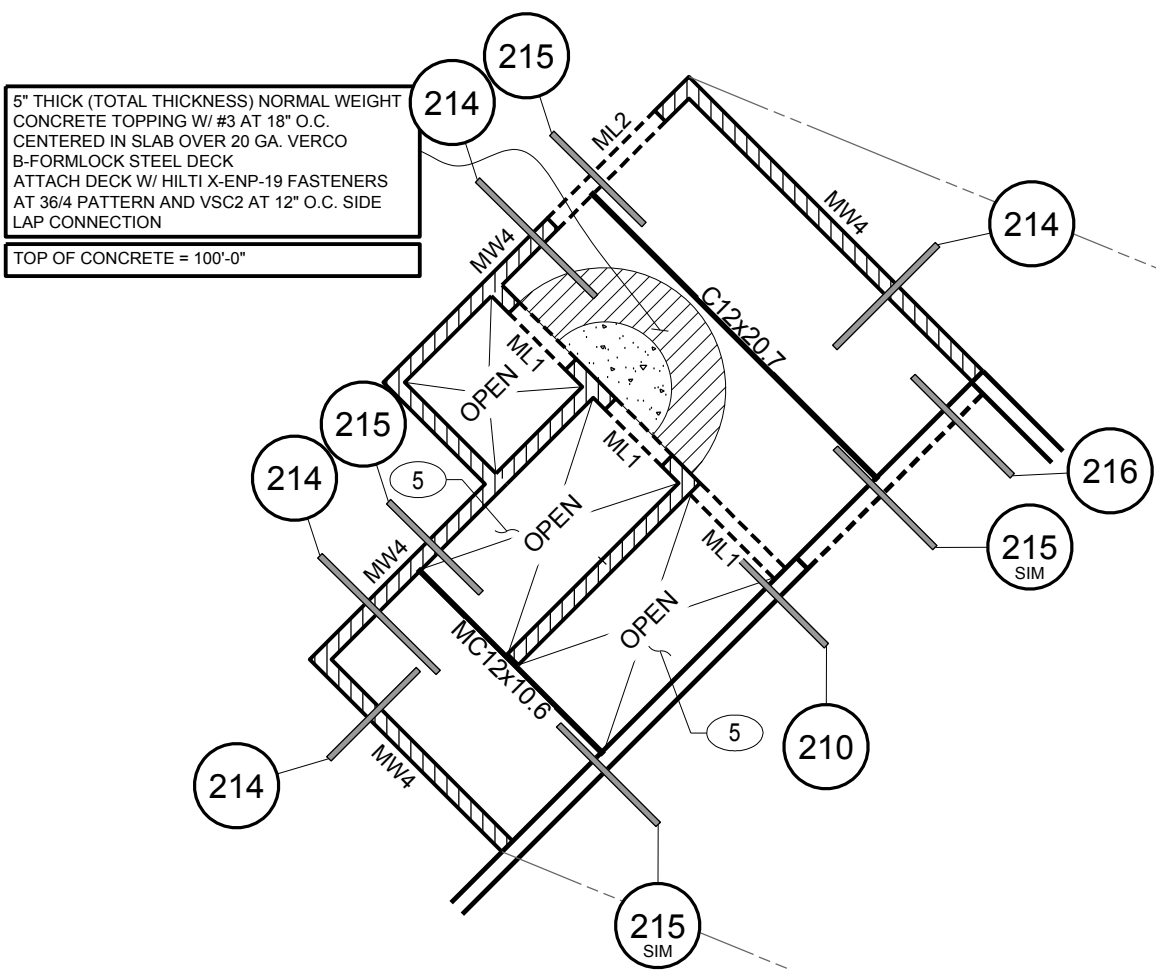 215
214
5" THICK (TOTAL THICKNESS) NORMAL WEIGHT
CONCRETE TOPPING W/ #3 AT 18" O.C.
CENTERED IN SLAB OVER 20 GA. VERCO
B-FORMLOCK STEEL DECK
ATTACH DECK W/ HILTI X-ENP-19 FASTENERS
AT 36/4 PATTERN AND VSC2 AT 12" O.C. SIDE
LAP CONNECTION
TOP OF CONCRETE = 100'-0"
ML2
MW4
214
MW4
C12x20.7
ML1
OPEN
215
ML1
216
214
5
OPEN
215
SIM
ML1
MW4
OPEN
MC12x10.6
5
210
214
MW4
215
SIM